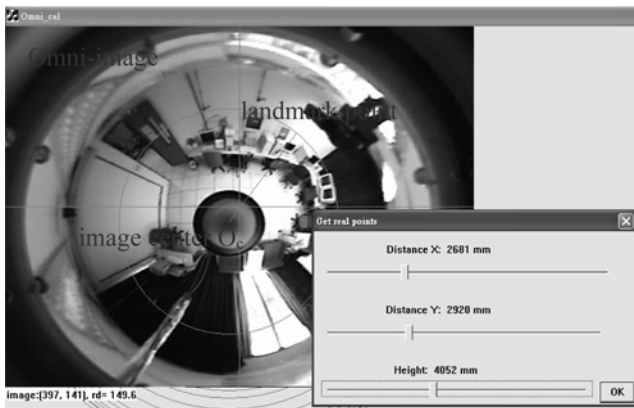 Omni_cal
Omni-image
landmark point
image center Oc
Get real points
Distance X: 2681 mm
Distance Y: 2920 mm
Height: 4052 mm
OK
image:(397, 141), rd= 149.6